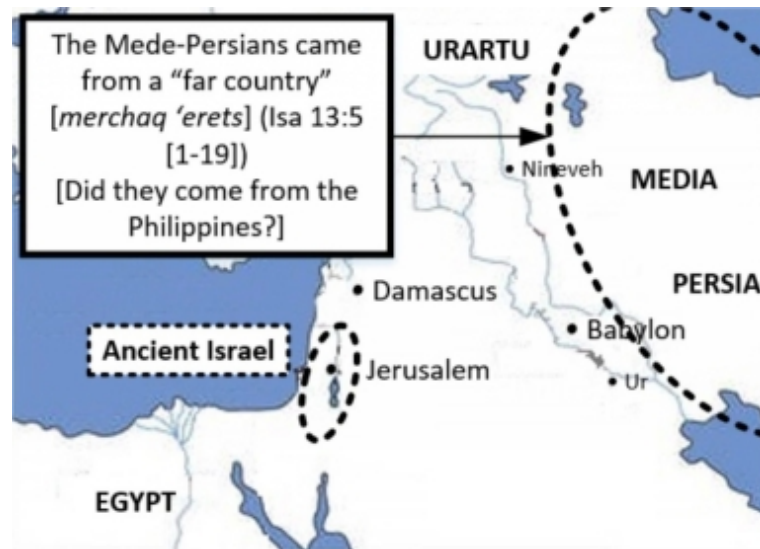 The Mede-Persians came
from a “far country”
[merchaq ‘erets] (Isa 13:5
[1-19])
[Did they come from the
Philippines?]
URARTU
Nineveh
MEDIA
PERSIA
Damascus
Babylon
Ancient Israel
Jerusalem
Ur
EGYPT